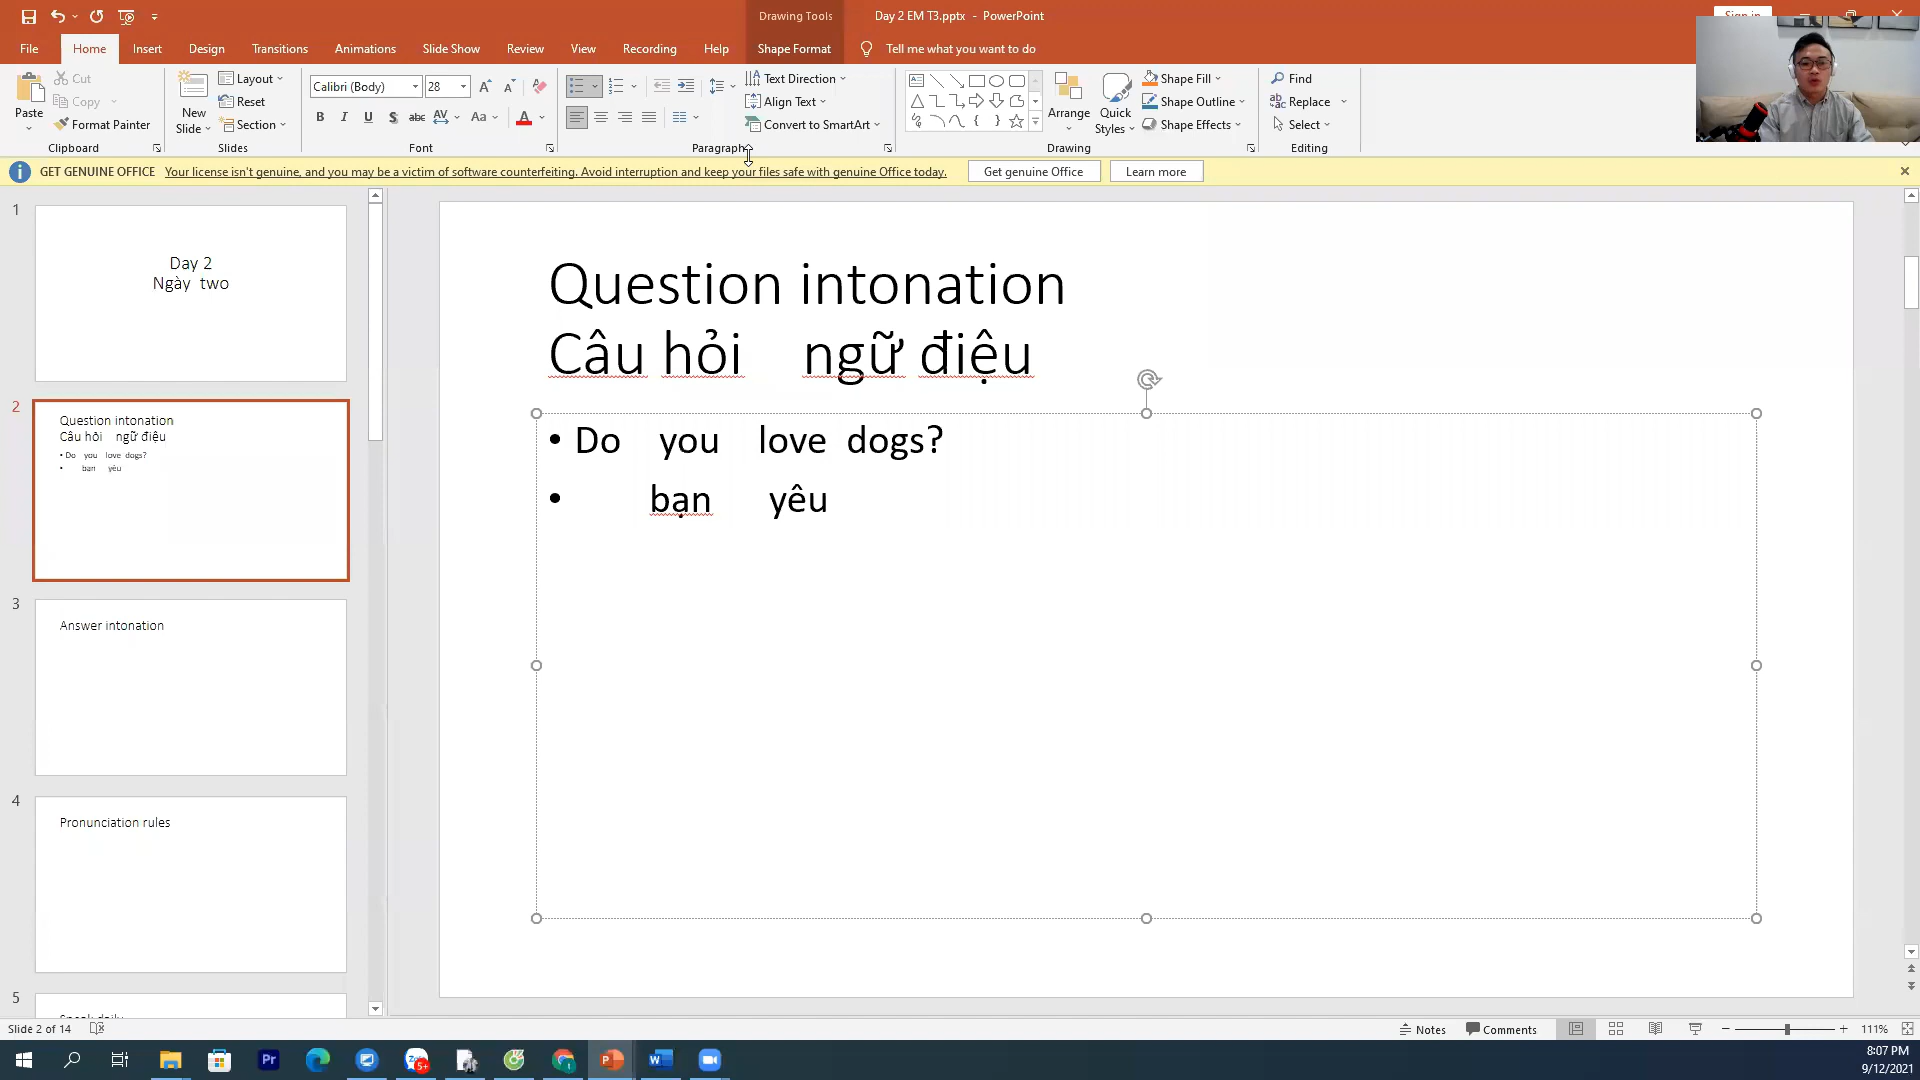 Drawing Tools
Day 2 EM T3.pptx - PowerPoint
File Home Insert Design Transitions Animations Slide Show Review View Recording Help Shape Format Tell me what you want to do
Paste
Cut
Copy
Format Painter
Clipboard
New
Slide
Layout
Reset
Section
Slides
Calibri (Body) 28
B I U S abc AV Aa A
Font
Text Direction
Align Text
Convert to SmartArt
Paragraph
Arrange
Quick
Styles
Shape Fill
Shape Outline
Shape Effects
Drawing
Find
Replace
Select
Editing
GET GENUINE OFFICE Your license isn't genuine, and you may be a victim of software counterfeiting. Avoid interruption and keep your files safe with genuine Office today. Get genuine Office Learn more
1
Day 2
Ngày two
2
Question intonation
Câu hỏi ngữ điệu
• Do you love dogs?
• bạn yêu
3
Answer intonation
4
Pronunciation rules
5
Question intonation
Câu hỏi ngữ điệu
• Do you love dogs?
• bạn yêu
Slide 2 of 14
Notes Comments 111%
8:07 PM
9/12/2021